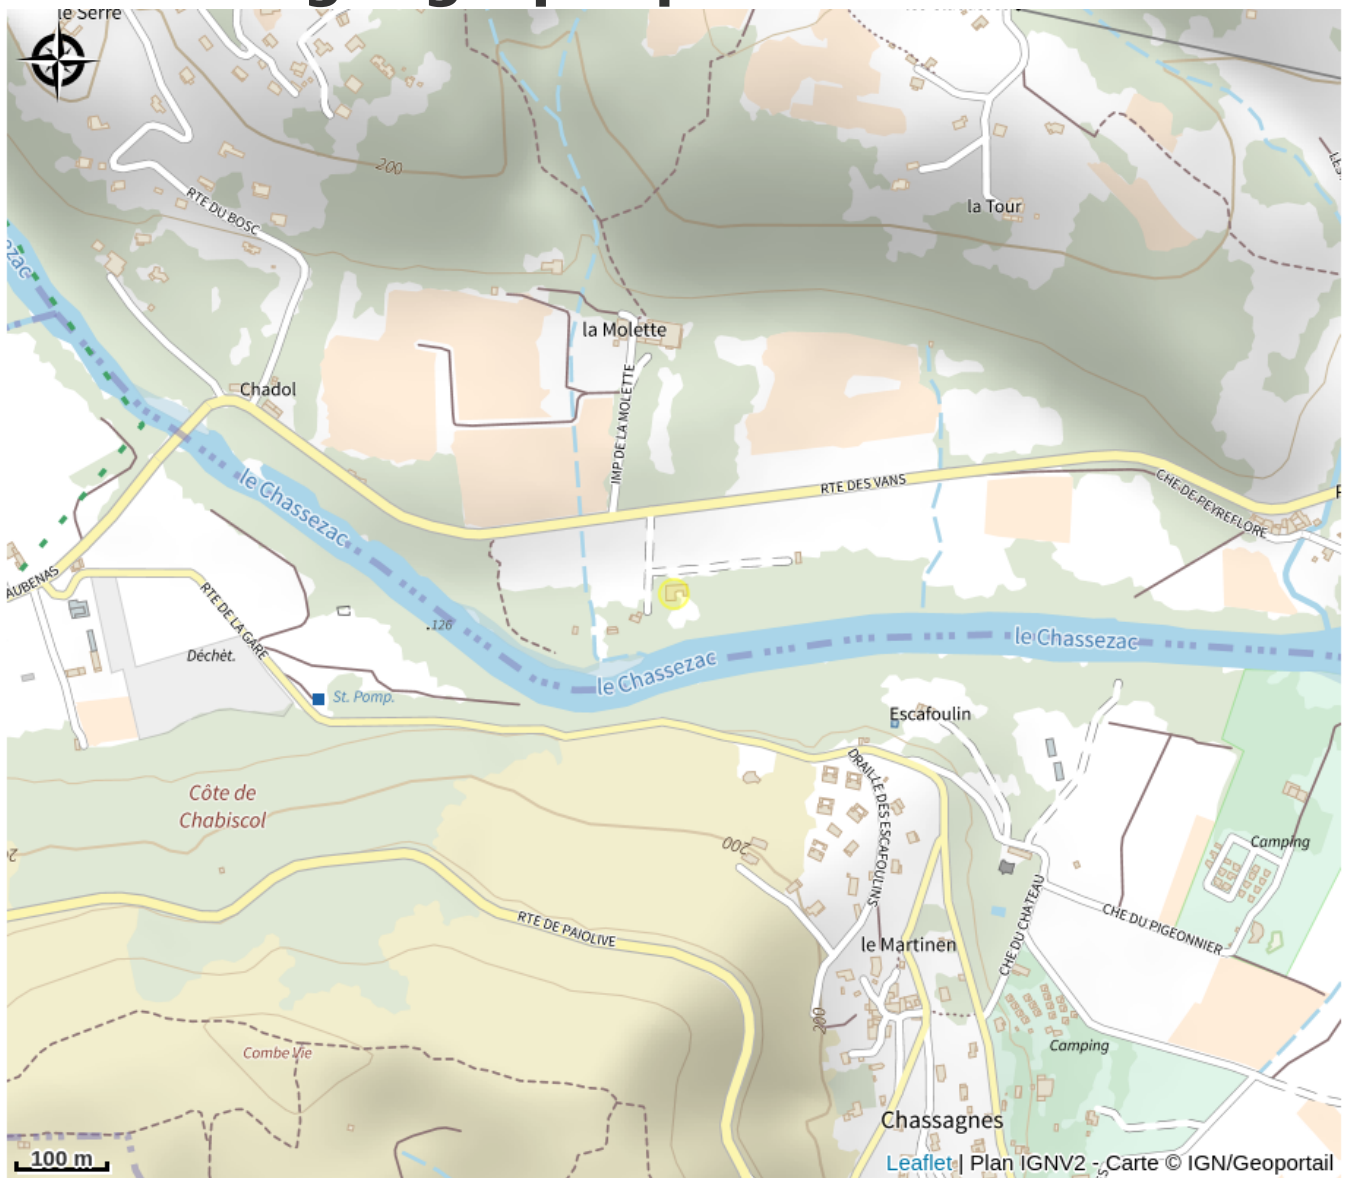 le Serre
200
RTE DU BOSC
la Tour
la Molette
Chadol
IMP DE LA MOLETTE
RTE DES VANS
CHE DE PEYREFLORE
le Chassezac
AUBENAS
RTE DE LA GARE
.126
Déchèt.
le Chassezac
le Chassezac
St. Pomp.
Escafoulin
DRAILLE DES ESCAFOULINS
Côte de
Chabiscol
200
Camping
CHE DU CHATEAU
CHE DU PIGEONNIER
RTE DE PAIOLIVE
le Martinen
200
Combe Vie
Camping
Chassagnes
100 m
Leaflet | Plan IGNV2 - Carte © IGN/Geoportail